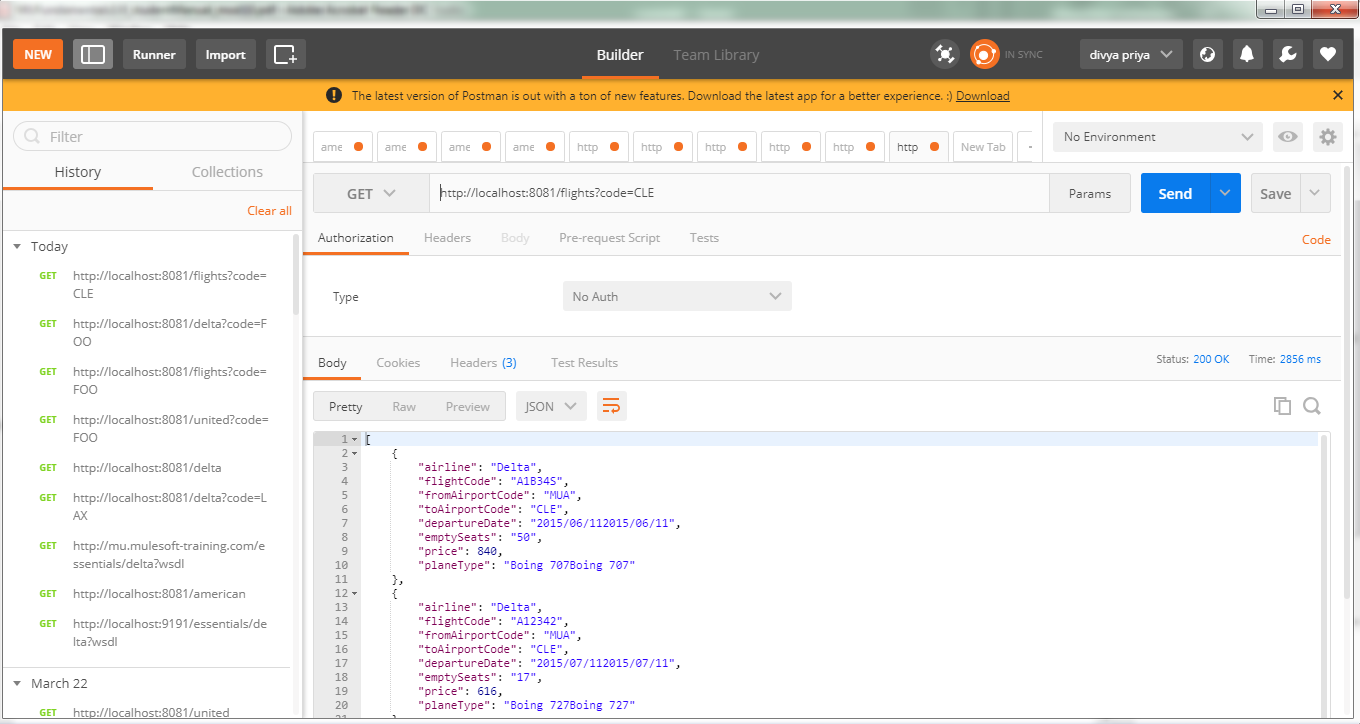 NEW
Runner
Import
Builder
Team Library
IN SYNC
divya priya
The latest version of Postman is out with a ton of new features. Download the latest app for a better experience. :) Download
Filter
History
Collections
Clear all
Today
GET http://localhost:8081/flights?code=
CLE
GET http://localhost:8081/delta?code=F
OO
GET http://localhost:8081/flights?code=
FOO
GET http://localhost:8081/united?code=
FOO
GET http://localhost:8081/delta
GET http://localhost:8081/delta?code=L
AX
GET http://mu.mulesoft-training.com/e
ssentials/delta?wsdl
GET http://localhost:8081/american
GET http://localhost:9191/essentials/de
lta?wsdl
March 22
GET http://localhost:8081/united
ame ame ame ame http http http http http http New Tab
No Environment
GET http://localhost:8081/flights?code=CLE Params Send Save
Authorization Headers Body Pre-request Script Tests Code
Type No Auth
Body Cookies Headers (3) Test Results Status: 200 OK Time: 2856 ms
Pretty Raw Preview JSON
1 [
2 {
3 "airline": "Delta",
4 "flightCode": "A1B34S",
5 "fromAirportCode": "MUA",
6 "toAirportCode": "CLE",
7 "departureDate": "2015/06/112015/06/11",
8 "emptySeats": "50",
9 "price": 840,
10 "planeType": "Boing 707Boing 707"
11 },
12 {
13 "airline": "Delta",
14 "flightCode": "A12342",
15 "fromAirportCode": "MUA",
16 "toAirportCode": "CLE",
17 "departureDate": "2015/07/112015/07/11",
18 "emptySeats": "17",
19 "price": 616,
20 "planeType": "Boing 727Boing 727"